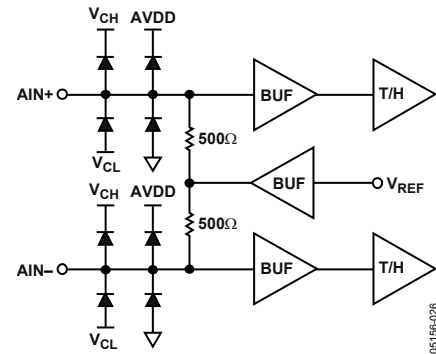 VCH AVDD
AIN+
BUF
T/H
500Ω
VCL
VCH AVDD
BUF
VREF
500Ω
AIN–
BUF
T/H
VCL
05156-026